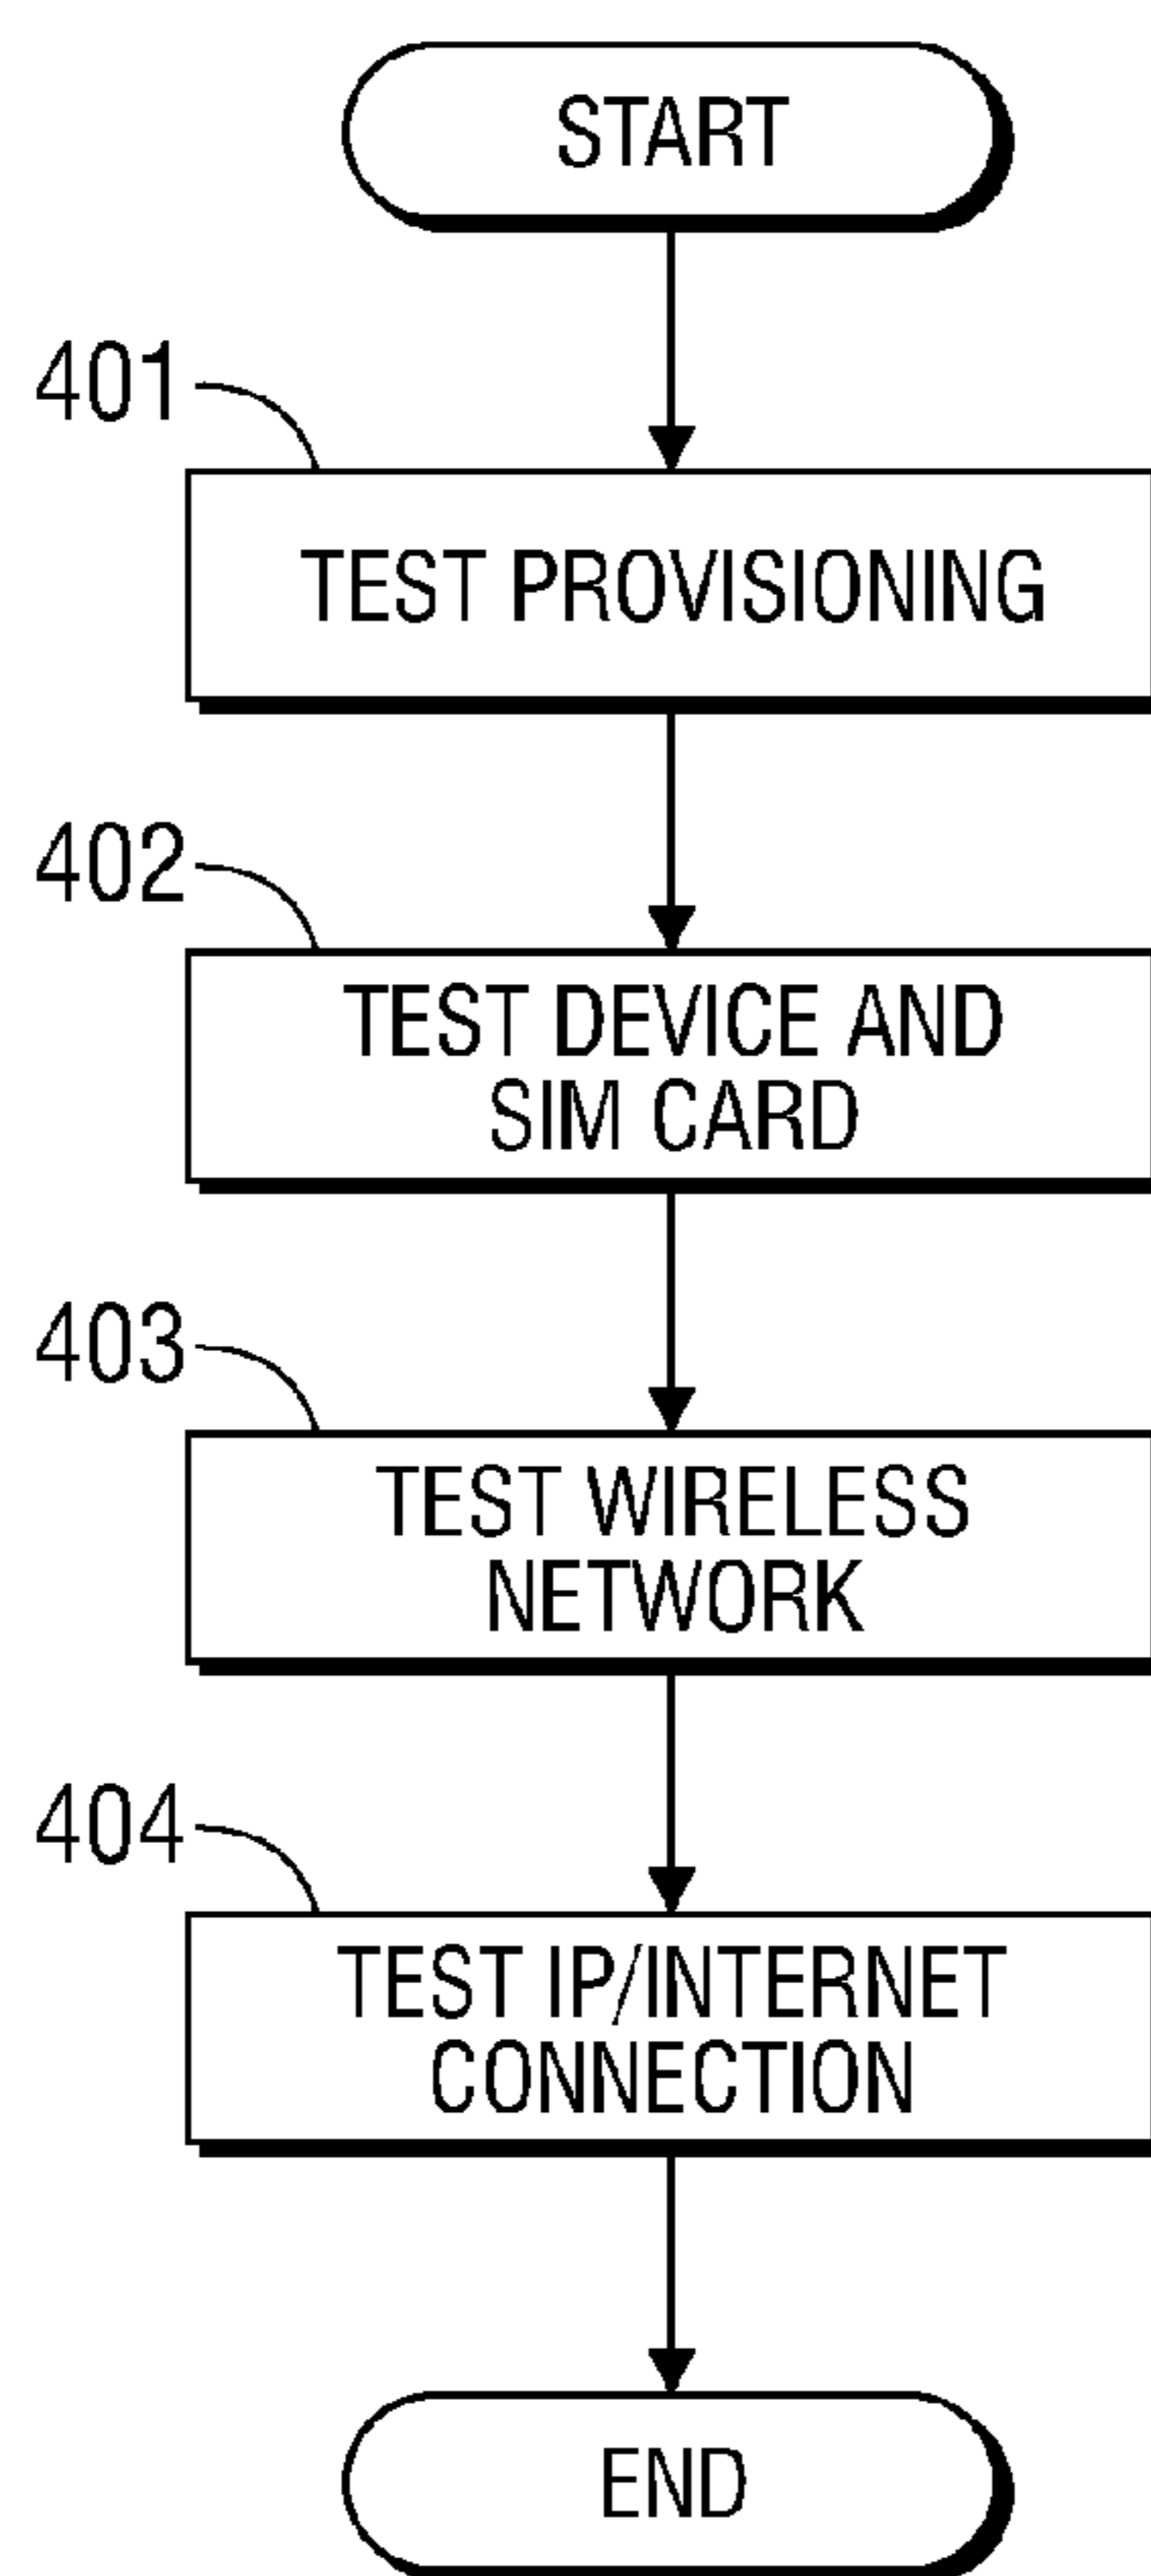 START
401
TEST PROVISIONING
402
TEST DEVICE AND
SIM CARD
403
TEST WIRELESS
NETWORK
404
TEST IP/INTERNET
CONNECTION
END